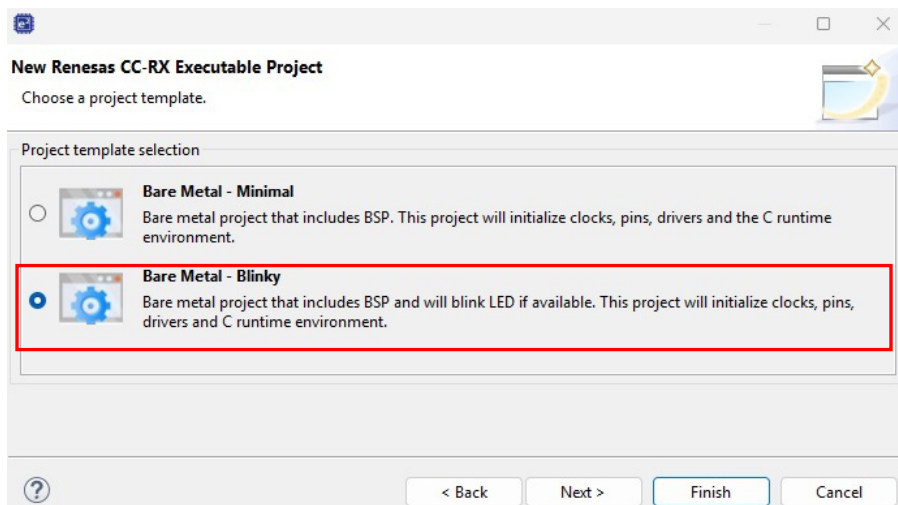 New Renesas CC-RX Executable Project
Choose a project template.
Project template selection
Bare Metal - Minimal
Bare metal project that includes BSP. This project will initialize clocks, pins, drivers and the C runtime
environment.
Bare Metal - Blinky
Bare metal project that includes BSP and will blink LED if available. This project will initialize clocks, pins,
drivers and C runtime environment.
?
< Back
Next >
Finish
Cancel